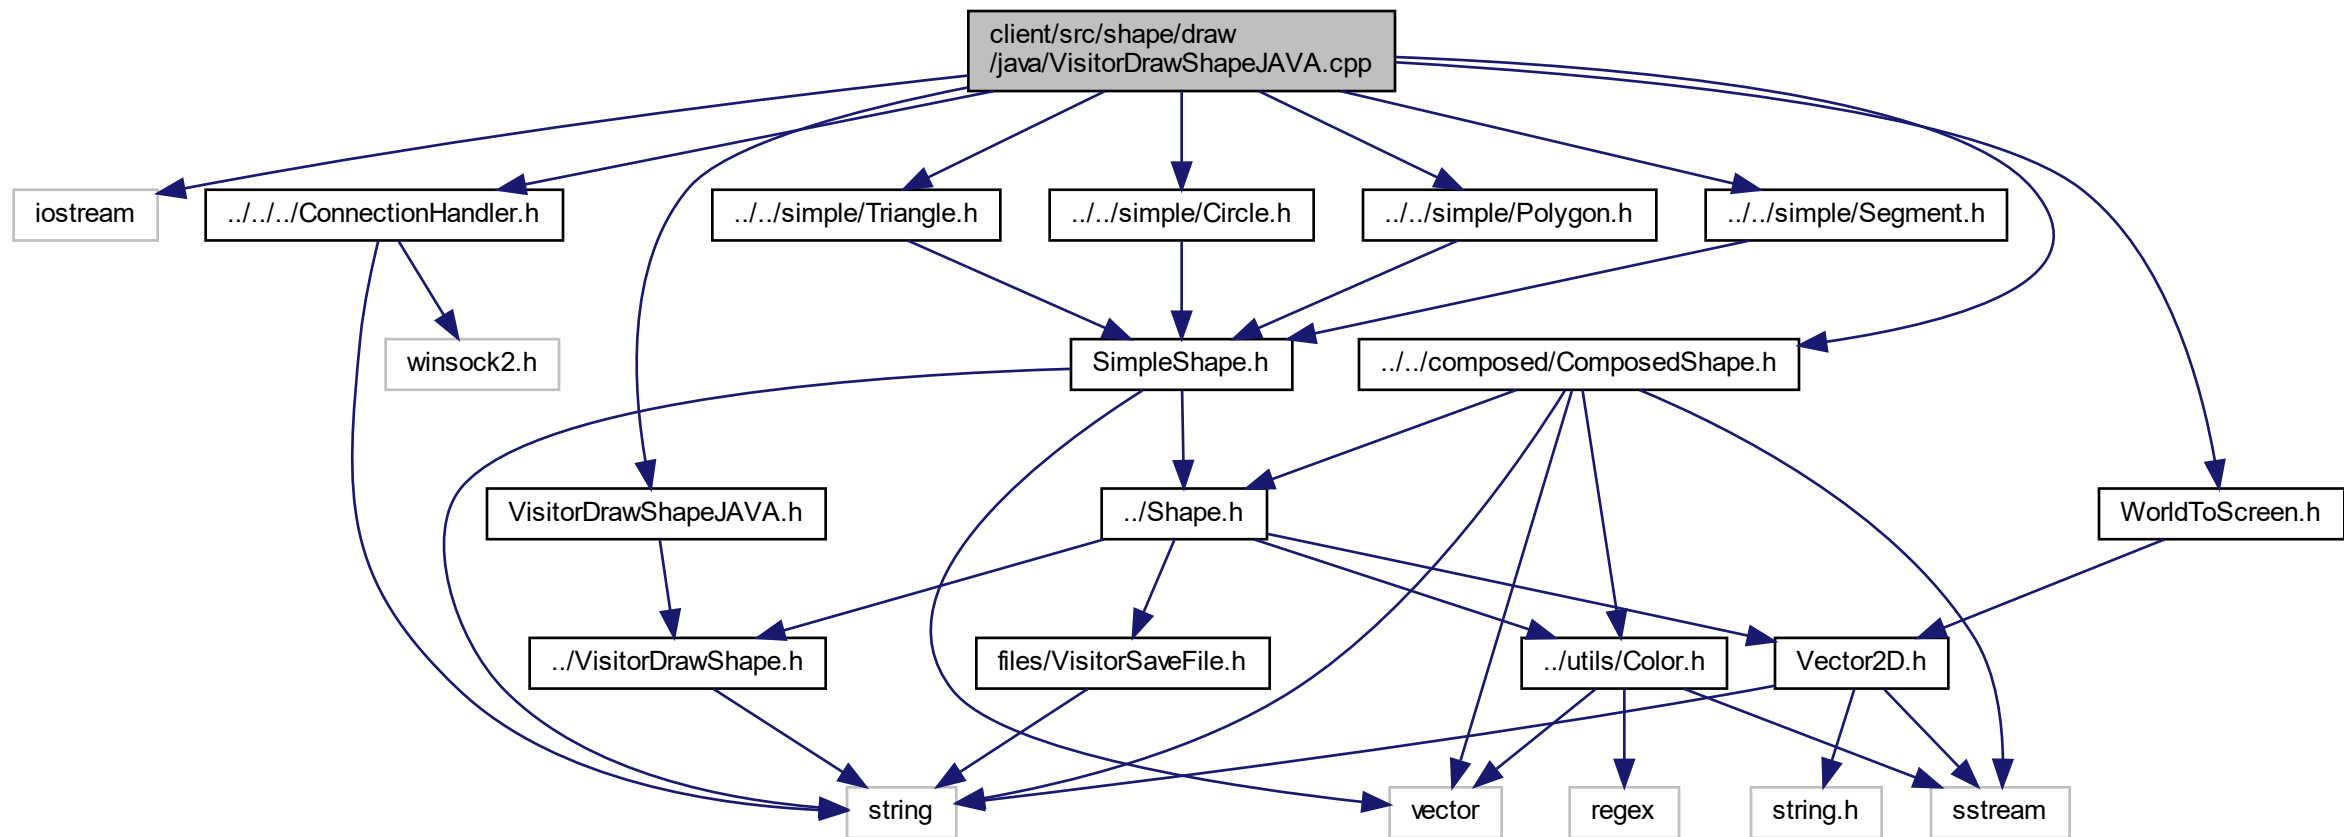 client/src/shape/draw
/java/VisitorDrawShapeJAVA.cpp
iostream
../../../ConnectionHandler.h
../../simple/Triangle.h
../../simple/Circle.h
../../simple/Polygon.h
../../simple/Segment.h
winsock2.h
SimpleShape.h
../../composed/ComposedShape.h
VisitorDrawShapeJAVA.h
../Shape.h
WorldToScreen.h
../VisitorDrawShape.h
files/VisitorSaveFile.h
../utils/Color.h
Vector2D.h
string
vector
regex
string.h
sstream